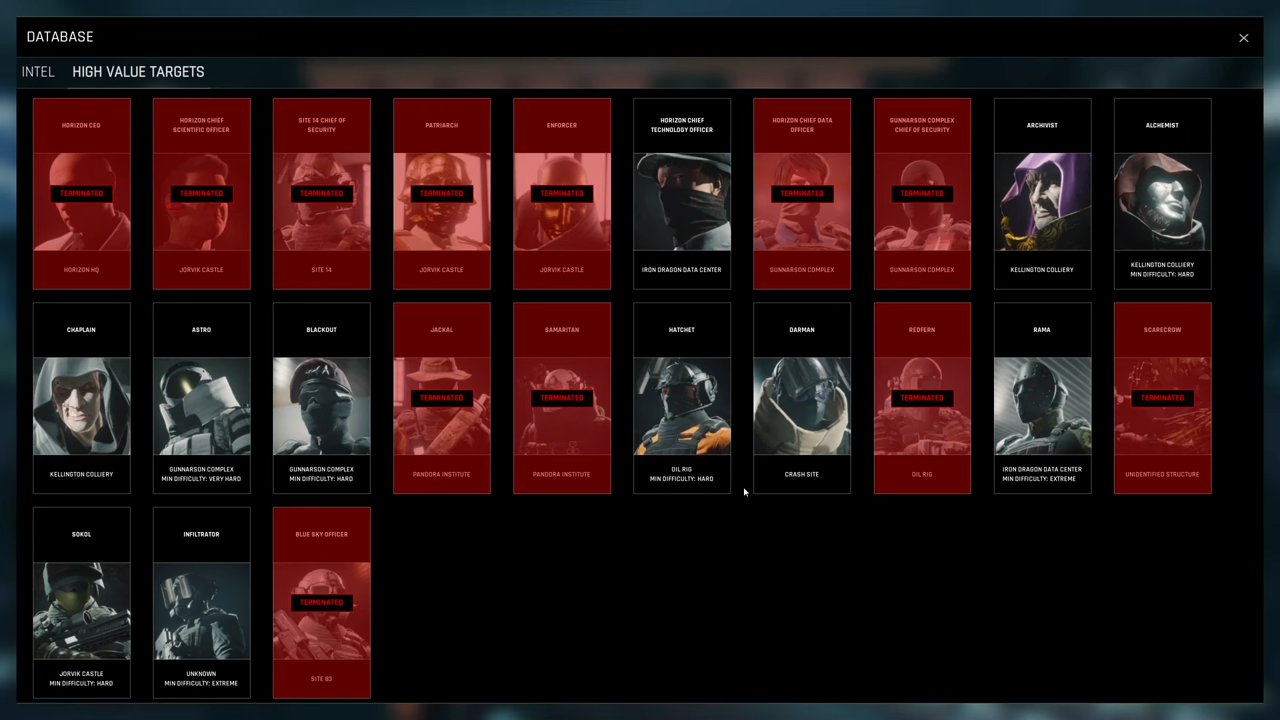 DATABASE
INTEL
HIGH VALUE TARGETS
HORIZON CEO
TERMINATED
HORIZON HQ
HORIZON CHIEF
SCIENTIFIC OFFICER
TERMINATED
JORVIK CASTLE
SITE 14 CHIEF OF
SECURITY
TERMINATED
SITE 14
PATRIARCH
TERMINATED
JORVIK CASTLE
ENFORCER
TERMINATED
JORVIK CASTLE
HORIZON CHIEF
TECHNOLOGY OFFICER
IRON DRAGON DATA CENTER
HORIZON CHIEF DATA
OFFICER
TERMINATED
GUNNARSON COMPLEX
GUNNARSON COMPLEX
CHIEF OF SECURITY
TERMINATED
GUNNARSON COMPLEX
ARCHIVIST
KELLINGTON COLLIERY
ALCHEMIST
KELLINGTON COLLIERY
MIN DIFFICULTY: HARD
CHAPLAIN
KELLINGTON COLLIERY
ASTRO
GUNNARSON COMPLEX
MIN DIFFICULTY: VERY HARD
BLACKOUT
GUNNARSON COMPLEX
MIN DIFFICULTY: HARD
JACKAL
TERMINATED
PANDORA INSTITUTE
SAMARITAN
TERMINATED
PANDORA INSTITUTE
HATCHET
OIL RIG
MIN DIFFICULTY: HARD
DARMAN
CRASH SITE
REDFERN
TERMINATED
OIL RIG
RAMA
IRON DRAGON DATA CENTER
MIN DIFFICULTY: EXTREME
SCARECROW
TERMINATED
UNIDENTIFIED STRUCTURE
SOKOL
JORVIK CASTLE
MIN DIFFICULTY: HARD
INFILTRATOR
UNKNOWN
MIN DIFFICULTY: EXTREME
BLUE SKY OFFICER
TERMINATED
SITE 83